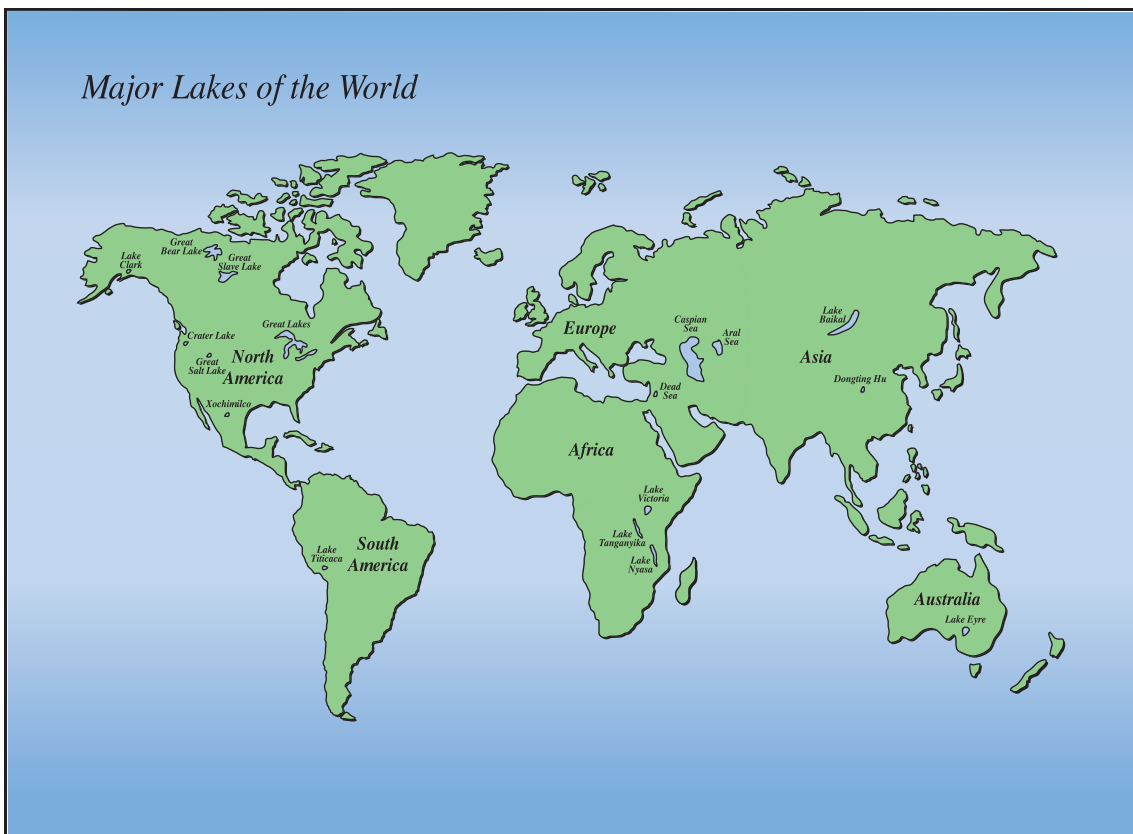 Major Lakes of the World
Great
Bear Lake
Great
Slave Lake
Lake
Clark
Great Lakes
Crater Lake
Great
Salt Lake
North
America
Xochimilco
Europe
Caspian
Sea
Aral
Sea
Lake
Baikal
Asia
Dongting Hu
Dead
Sea
Africa
Lake
Victoria
Lake
Tanganyika
Lake
Nyasa
Lake
Titicaca
South
America
Australia
Lake Eyre